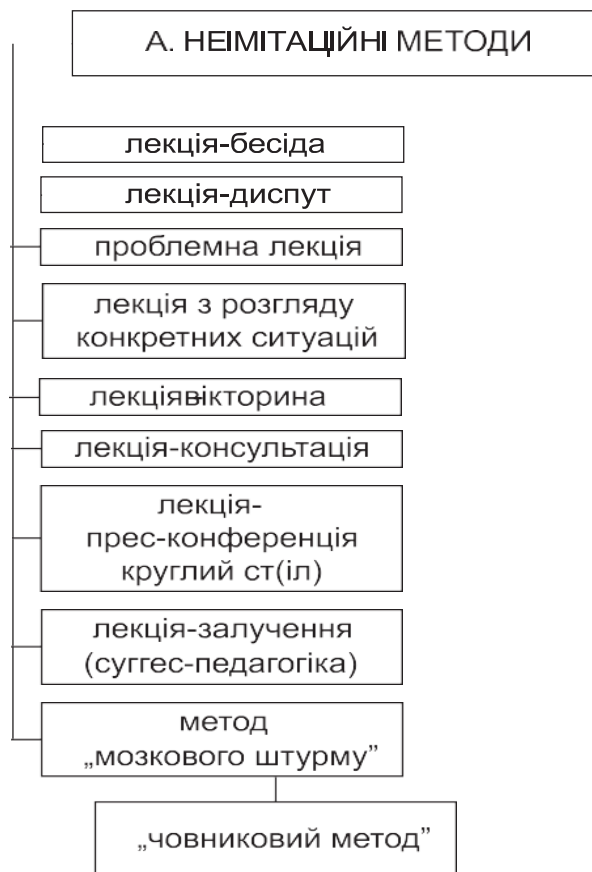 А. НЕІМІТАЦІЙНІ МЕТОДИ
лекція-бесіда
лекція-диспут
проблемна лекція
лекція з розгляду
конкретних ситуацій
лекціявікторина
лекція-консультація
лекція-
прес-конференція
круглий ст(іл)
лекція-залучення
(суггес-педагогіка)
метод
„мозкового штурму”
„човниковий метод”